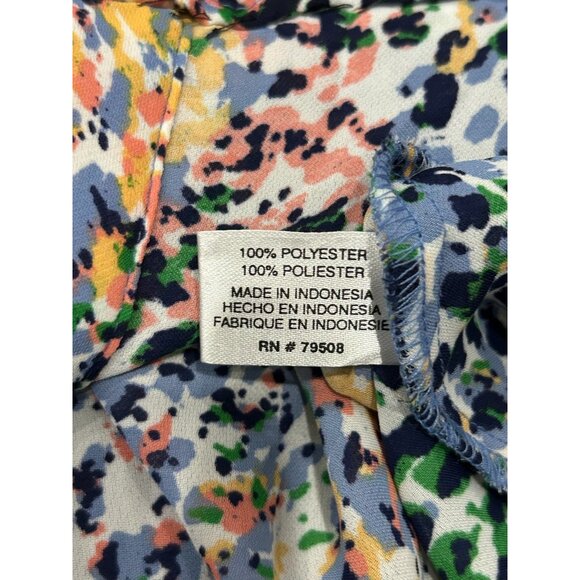 100% POLYESTER
100% POLIESTER
MADE IN INDONESIA
HECHO EN INDONESIA
FABRIQUE EN INDONESIE
RN # 79508